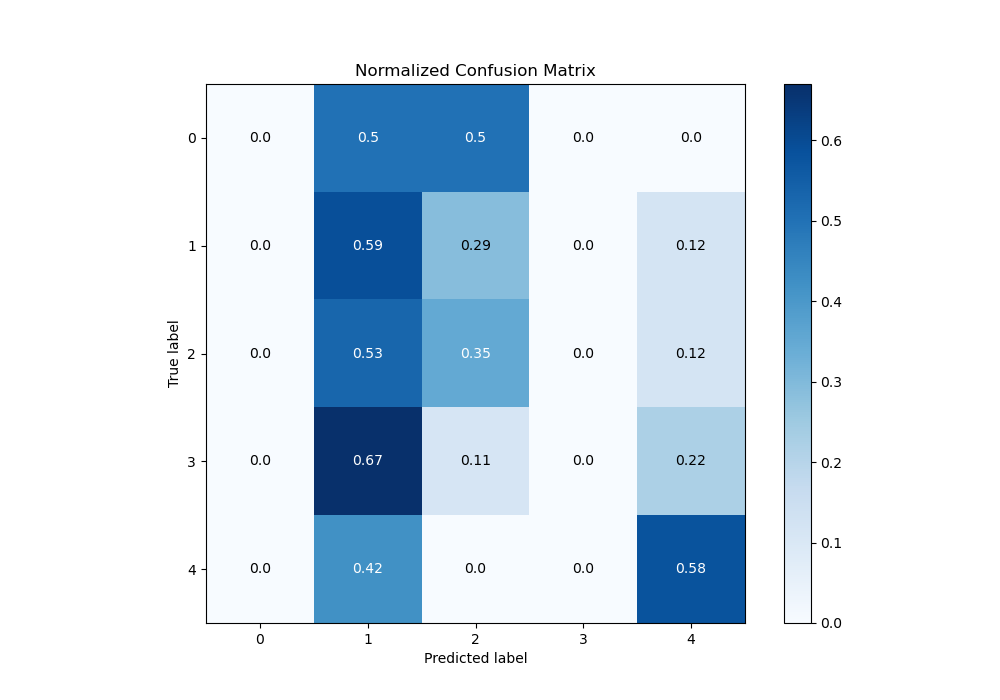 Normalized Confusion Matrix
0 0.0 0.5 0.5 0.0 0.0
1 0.0 0.59 0.29 0.0 0.12
2 0.0 0.53 0.35 0.0 0.12
3 0.0 0.67 0.11 0.0 0.22
4 0.0 0.42 0.0 0.0 0.58
0 1 2 3 4
True label
Predicted label
0.6
0.5
0.4
0.3
0.2
0.1
0.0